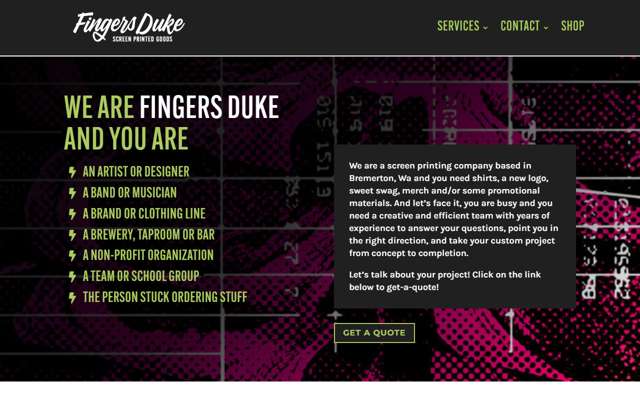 Fingers Duke
SCREEN PRINTED GOODS
SERVICES
CONTACT
SHOP
WE ARE FINGERS DUKE
AND YOU ARE
AN ARTIST OR DESIGNER
A BAND OR MUSICIAN
A BRAND OR CLOTHING LINE
A BREWERY, TAPROOM OR BAR
A NON-PROFIT ORGANIZATION
A TEAM OR SCHOOL GROUP
THE PERSON STUCK ORDERING STUFF
We are a screen printing company based in
Bremerton, Wa and you need shirts, a new logo,
sweet swag, merch and/or some promotional
materials. And let's face it, you are busy and you
need a creative and efficient team with years of
experience to answer your questions, point you in
the right direction, and take your custom project
from concept to completion.
Let's talk about your project! Click on the link
below to get-a-quote!
GET A QUOTE